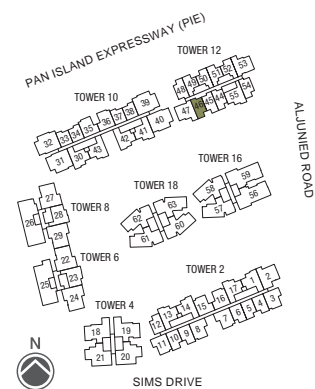 PAN ISLAND EXPRESSWAY (PIE)
TOWER 12
48 49 50 51 52 53
47 46 45 44 55 54
TOWER 10
32 33 34 35 36 37 38 39
31 30 43 42 41 40
ALJUNIED ROAD
TOWER 16
58 59
57 56
TOWER 18
62 63
61 60
TOWER 8
27
26 28
29
TOWER 6
22
25 23
24
TOWER 2
12 13 14 15 16 17 1 2
11 10 9 8 7 6 5 4 3
TOWER 4
18 19
21 20
N
SIMS DRIVE